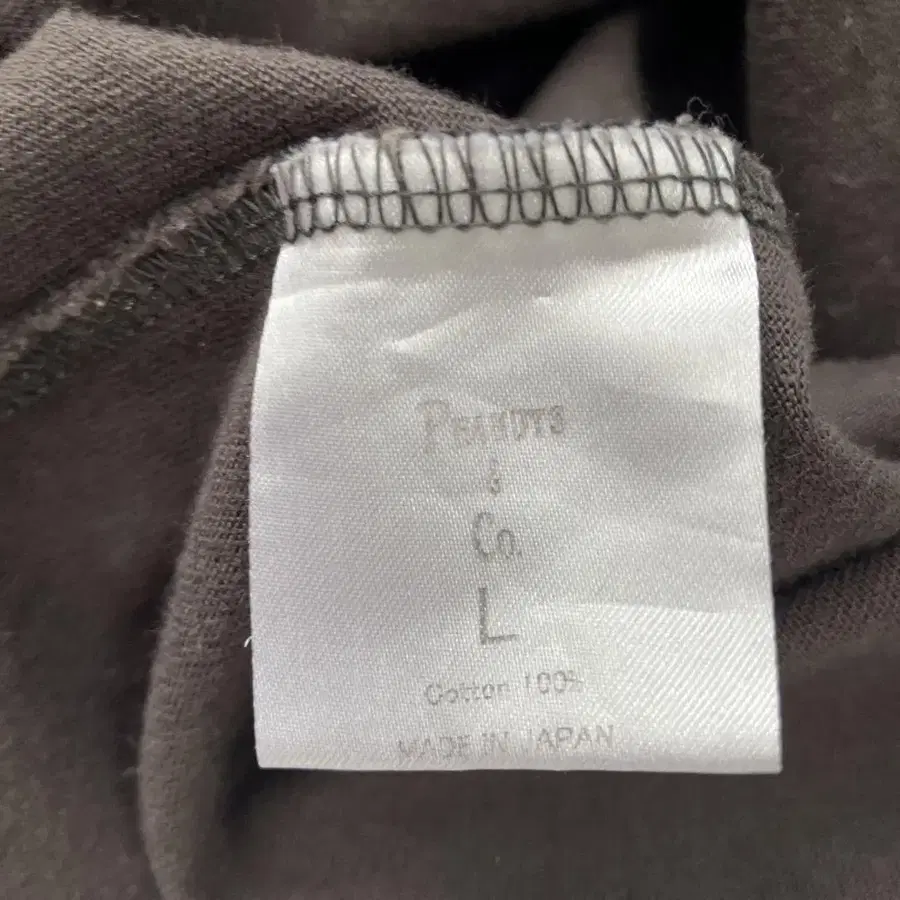 PEANUTS
&
Co.
L
Cotton 100%
MADE IN JAPAN